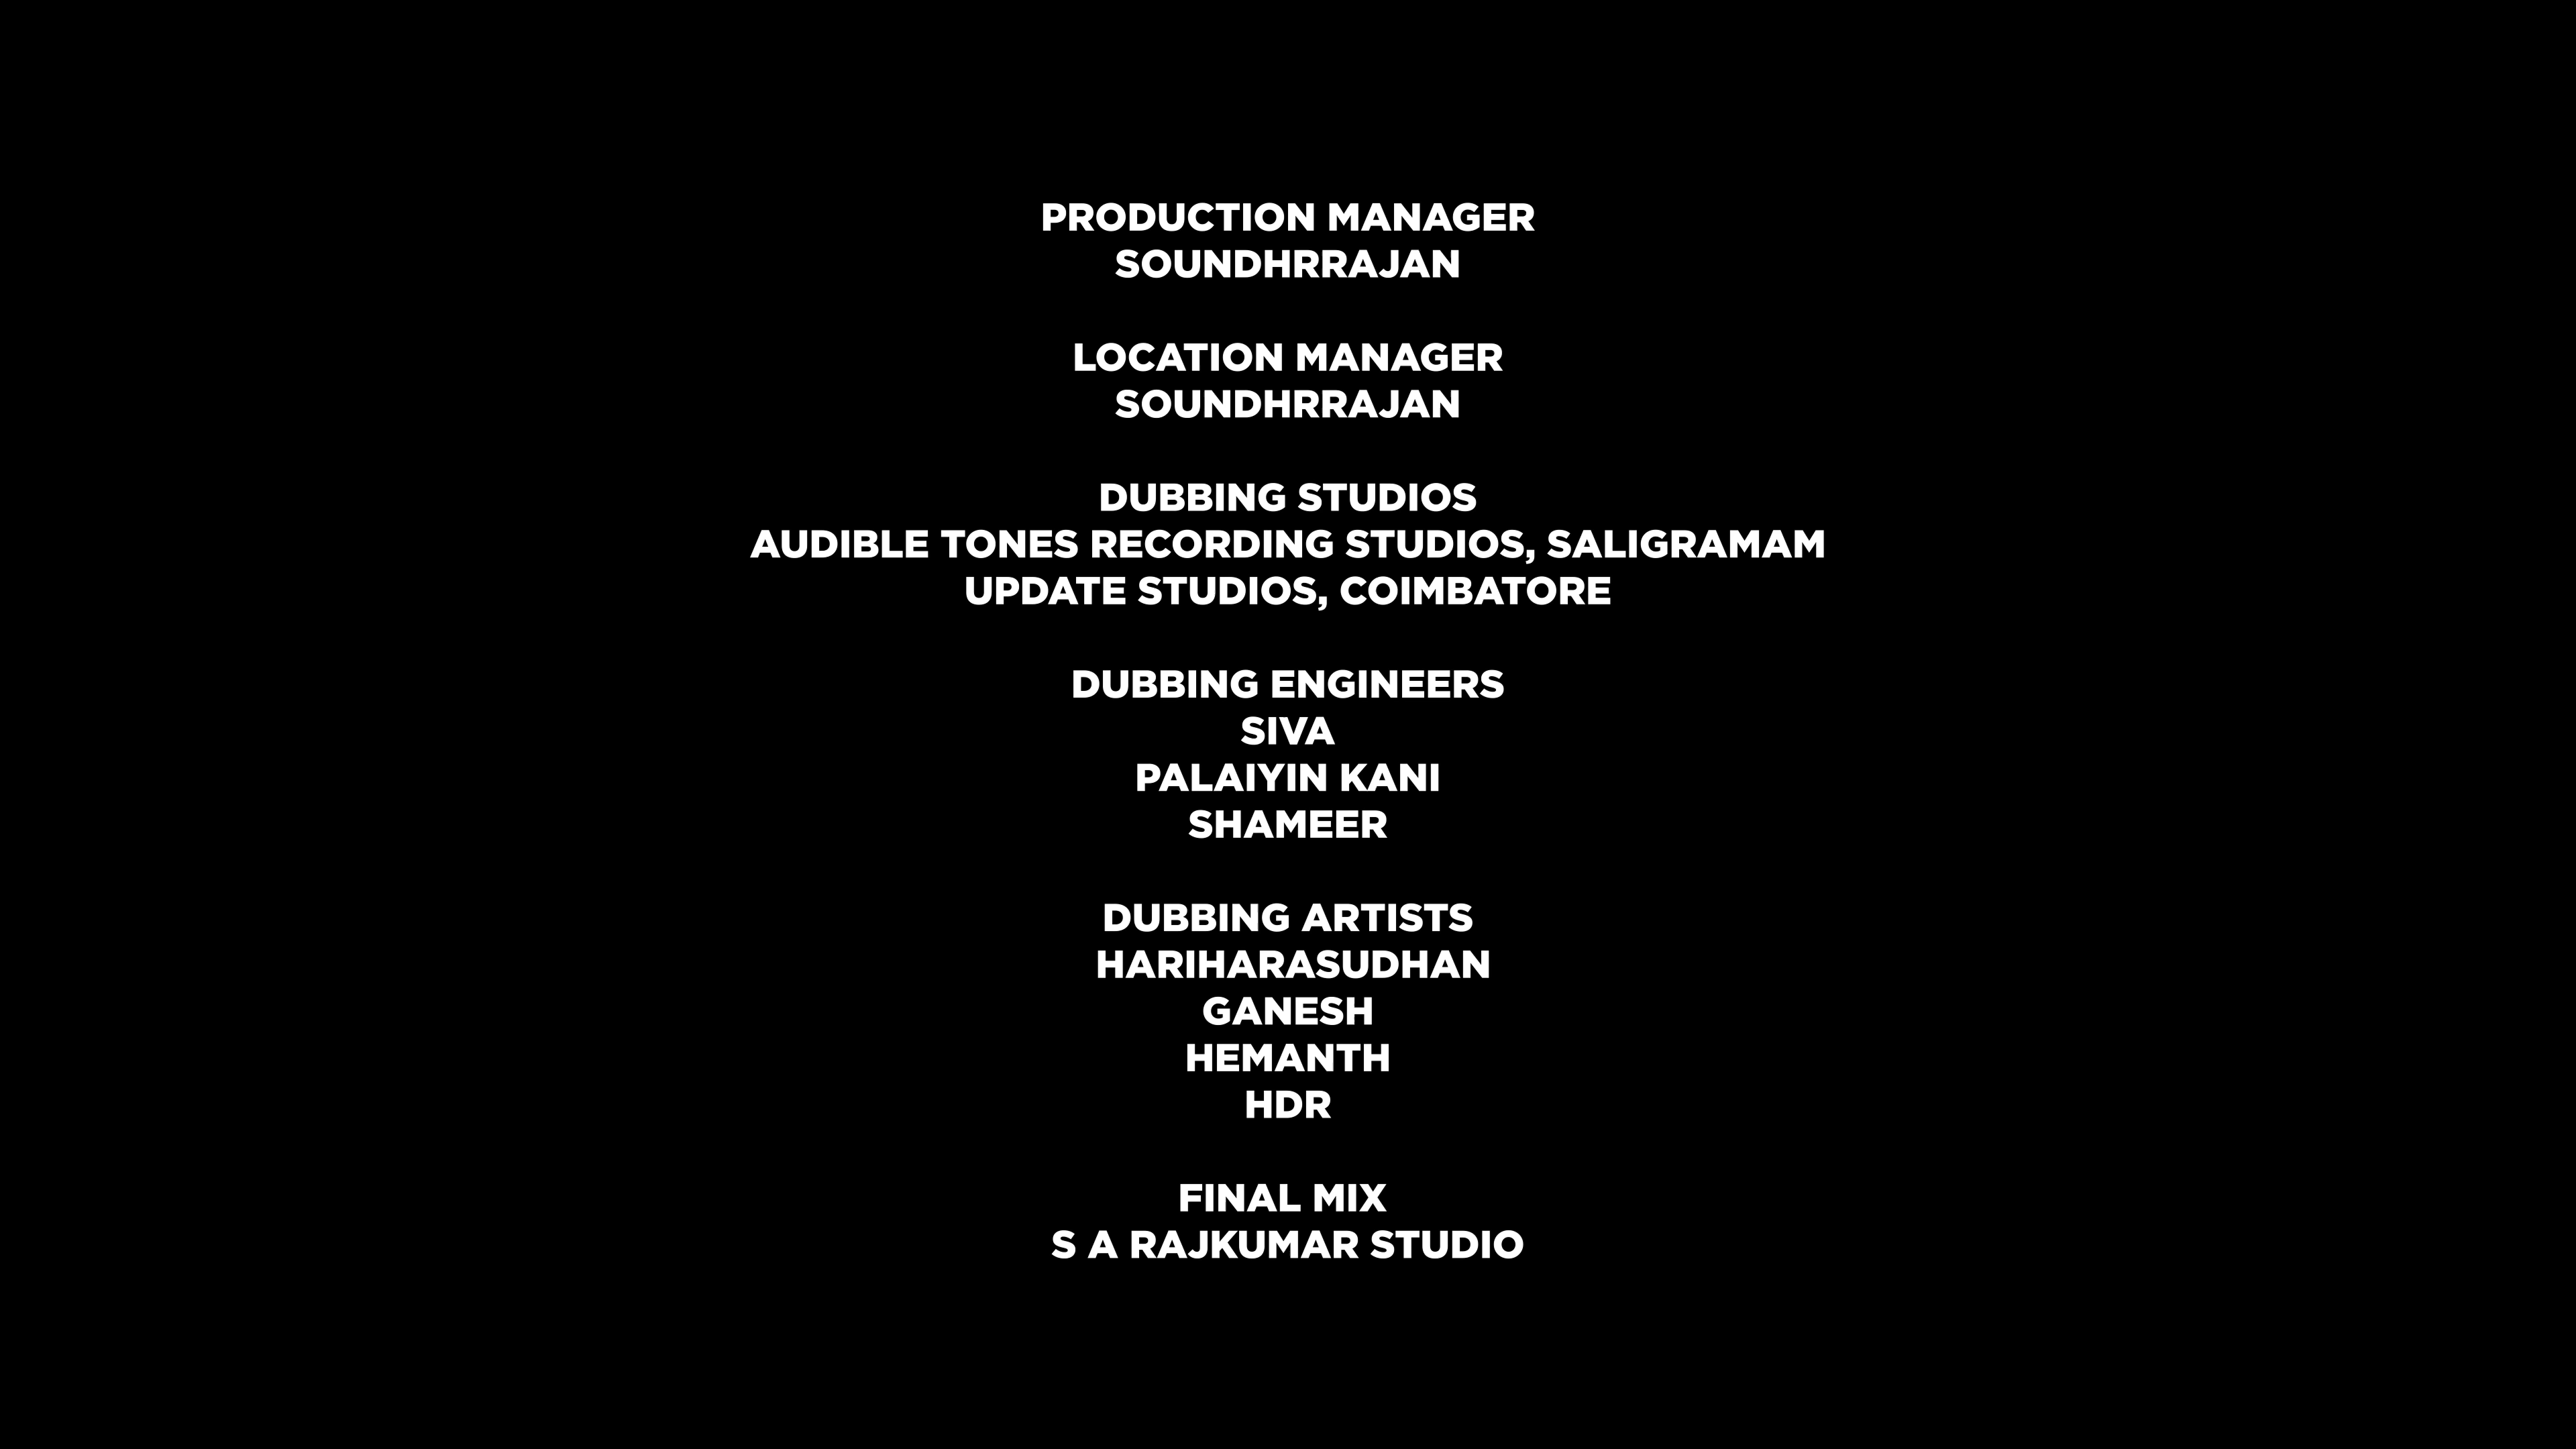 PRODUCTION MANAGER
SOUNDHRRAJAN
LOCATION MANAGER
SOUNDHRRAJAN
DUBBING STUDIOS
AUDIBLE TONES RECORDING STUDIOS, SALIGRAMAM
UPDATE STUDIOS, COIMBATORE
DUBBING ENGINEERS
SIVA
PALAIYIN KANI
SHAMEER
DUBBING ARTISTS
HARIHARASUDHAN
GANESH
HEMANTH
HDR
FINAL MIX
S A RAJKUMAR STUDIO